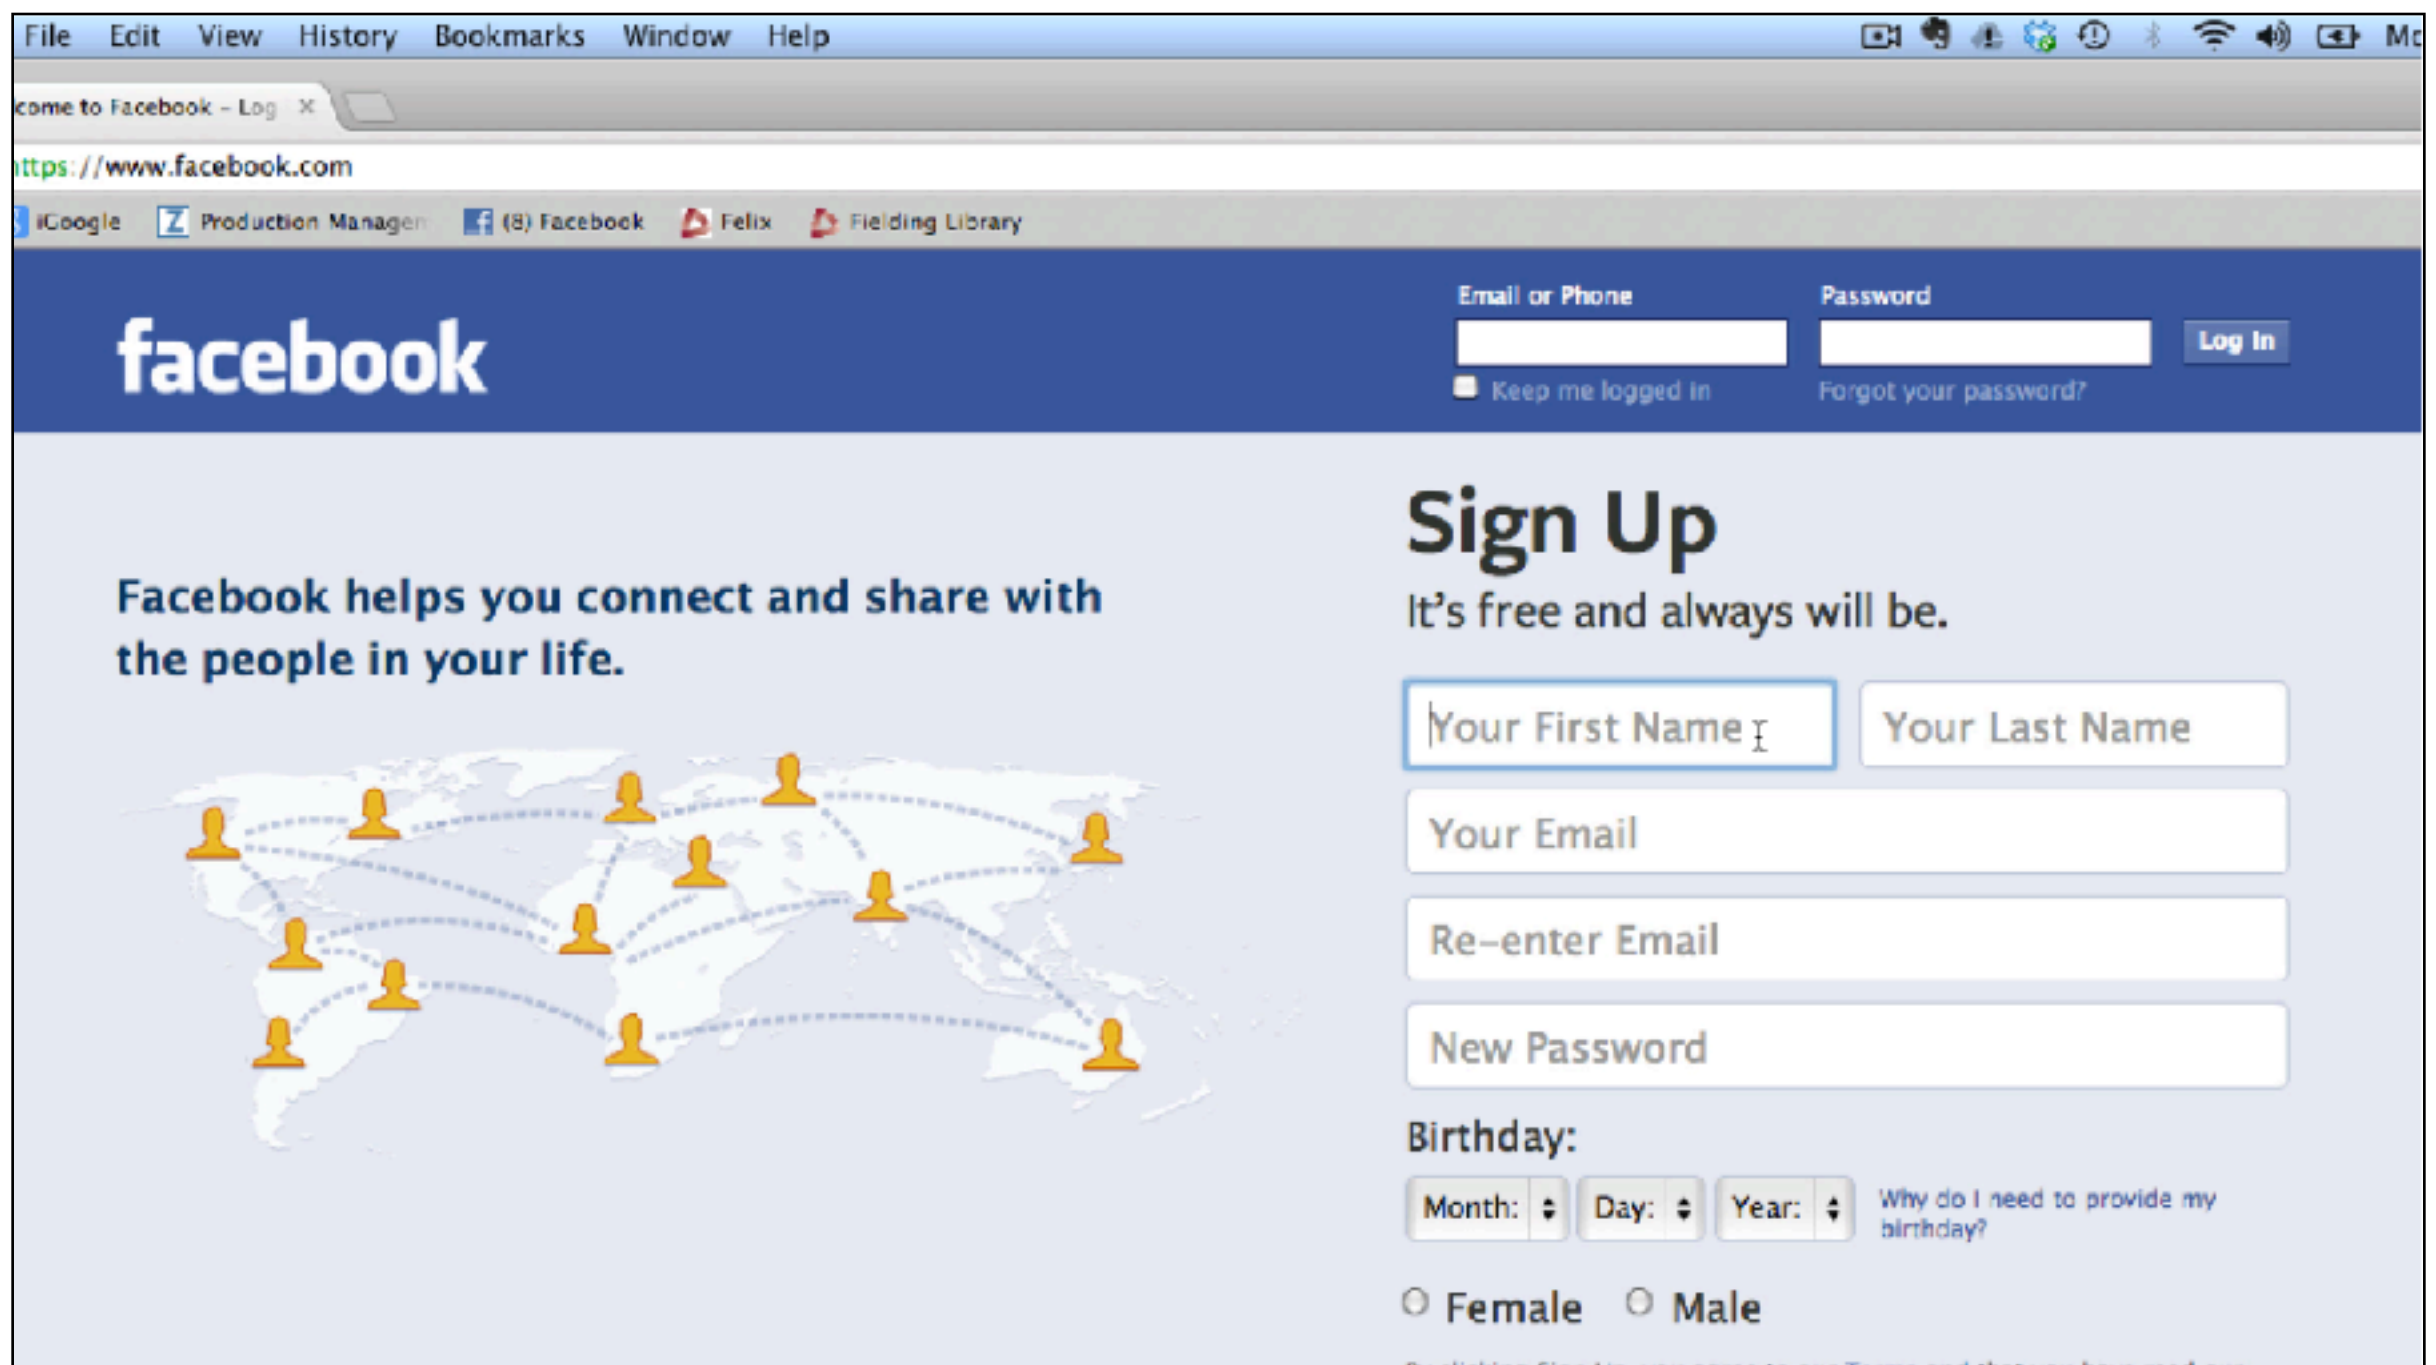 File Edit View History Bookmarks Window Help
come to Facebook - Log
https://www.facebook.com
iGoogle Production Manage (8) Facebook Felix Fielding Library
Email or Phone Password
facebook
Log In
Keep me logged in Forgot your password?
Sign Up
Facebook helps you connect and share with
the people in your life.
It's free and always will be.
Your First Name Your Last Name
Your Email
Re-enter Email
New Password
Birthday:
Month: Day: Year: Why do I need to provide my
birthday?
Female Male